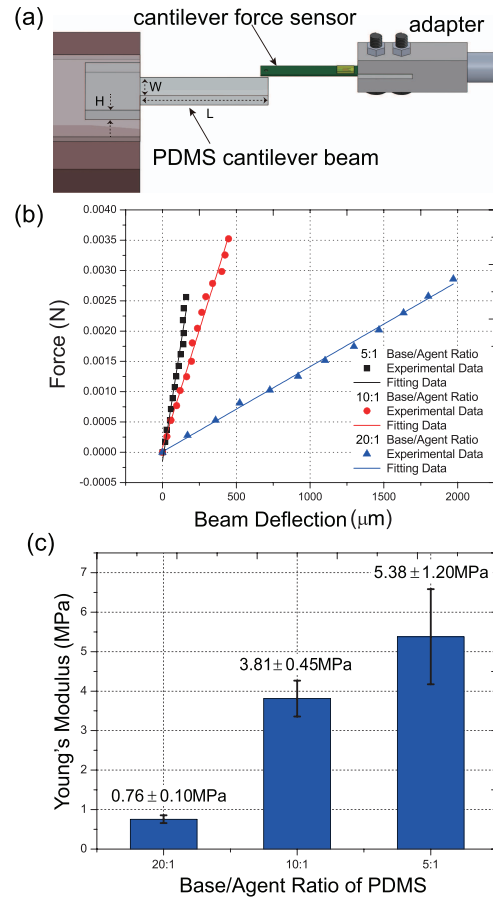 (a)
cantilever force sensor
adapter
H
W
L
PDMS cantilever beam
(b)
0.0040
0.0035
0.0030
0.0025
0.0020
0.0015
0.0010
0.0005
0.0000
-0.0005
Force (N)
5:1 Base/Agent Ratio
Experimental Data
Fitting Data
10:1 Base/Agent Ratio
Experimental Data
Fitting Data
20:1 Base/Agent Ratio
Experimental Data
Fitting Data
0 500 1000 1500 2000
Beam Deflection (μm)
(c)
7
6
5
4
3
2
1
0
Young's Modulus (MPa)
5.38±1.20MPa
3.81±0.45MPa
0.76±0.10MPa
20:1 10:1 5:1
Base/Agent Ratio of PDMS